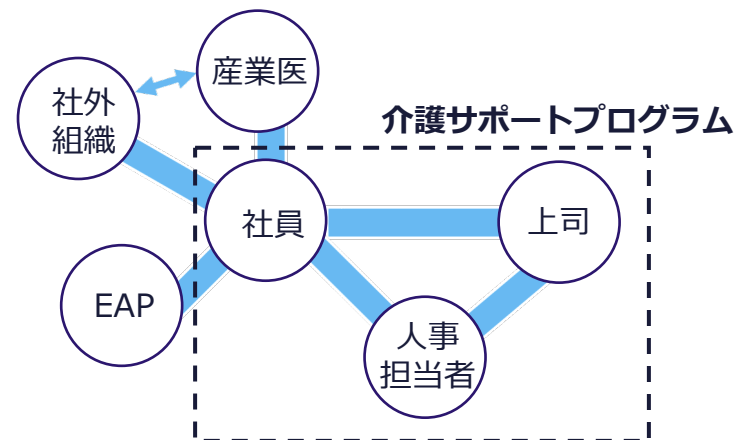 産業医
社外
組織
介護サポートプログラム
社員
上司
EAP
人事
担当者